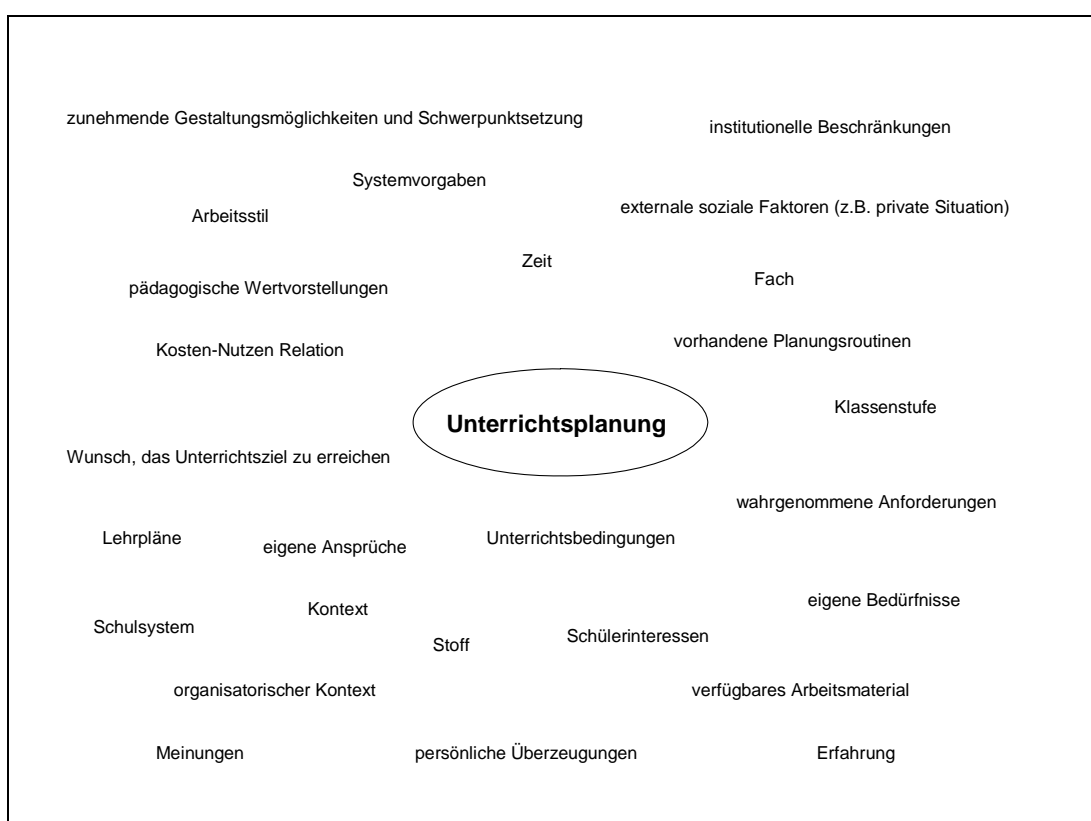 zunehmende Gestaltungsmöglichkeiten und Schwerpunktsetzung
institutionelle Beschränkungen
Systemvorgaben
Arbeitsstil
externale soziale Faktoren (z.B. private Situation)
Zeit
Fach
pädagogische Wertvorstellungen
Kosten-Nutzen Relation
vorhandene Planungsroutinen
Klassenstufe
Unterrichtsplanung
Wunsch, das Unterrichtsziel zu erreichen
wahrgenommene Anforderungen
Lehrpläne
eigene Ansprüche
Unterrichtsbedingungen
eigene Bedürfnisse
Kontext
Schulsystem
Stoff
Schülerinteressen
organisatorischer Kontext
verfügbares Arbeitsmaterial
Meinungen
persönliche Überzeugungen
Erfahrung